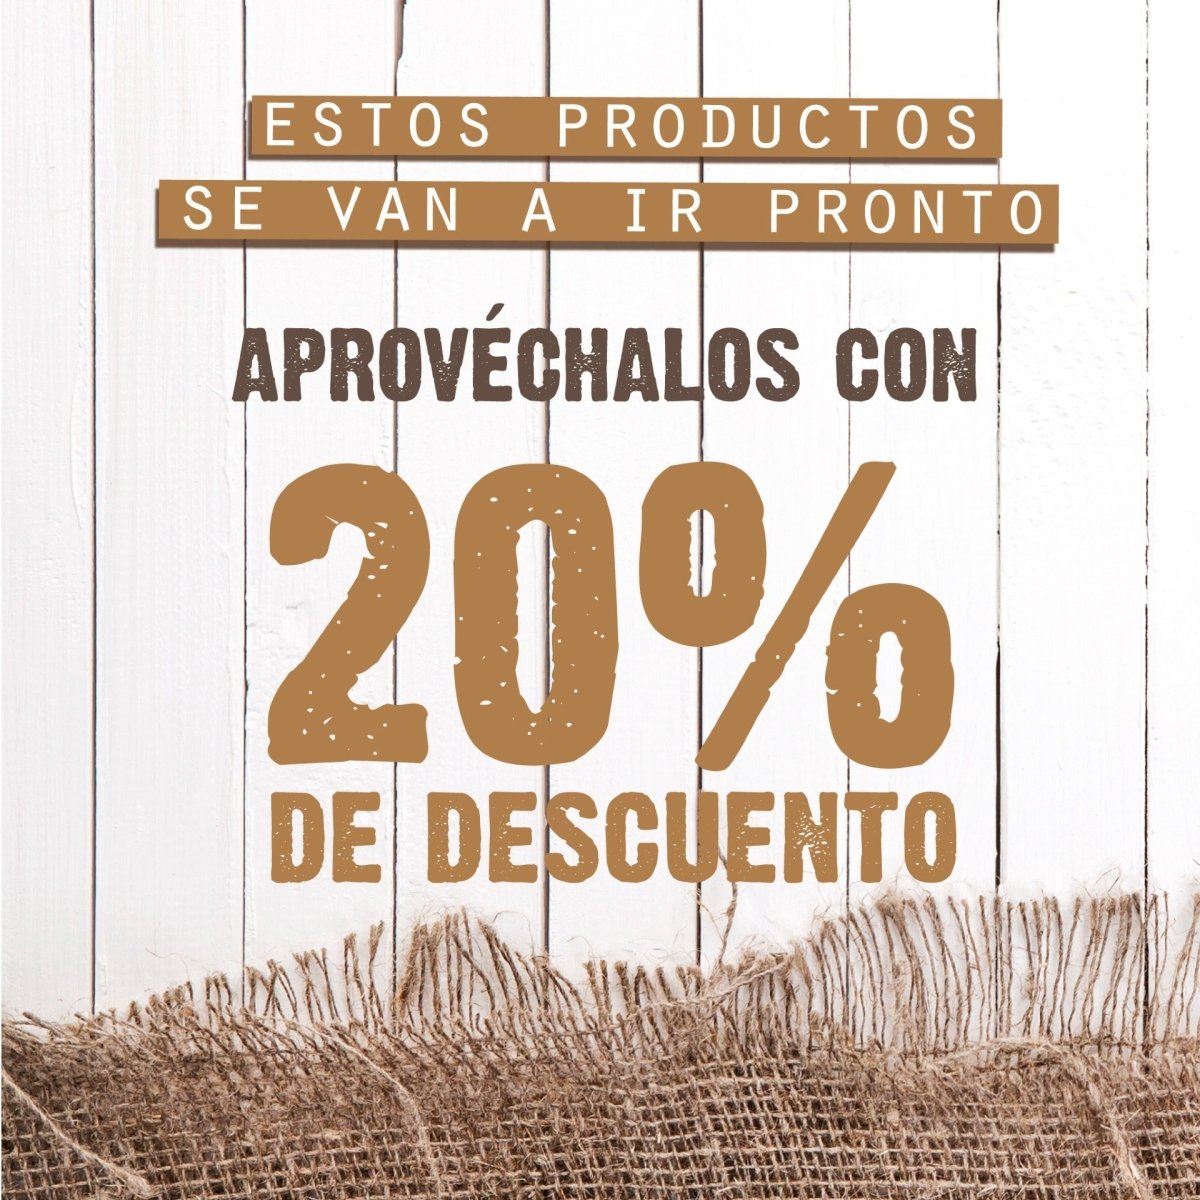 ESTOS PRODUCTOS
SE VAN A IR PRONTO
APROVÉCHALOS CON
20%
DE DESCUENTO